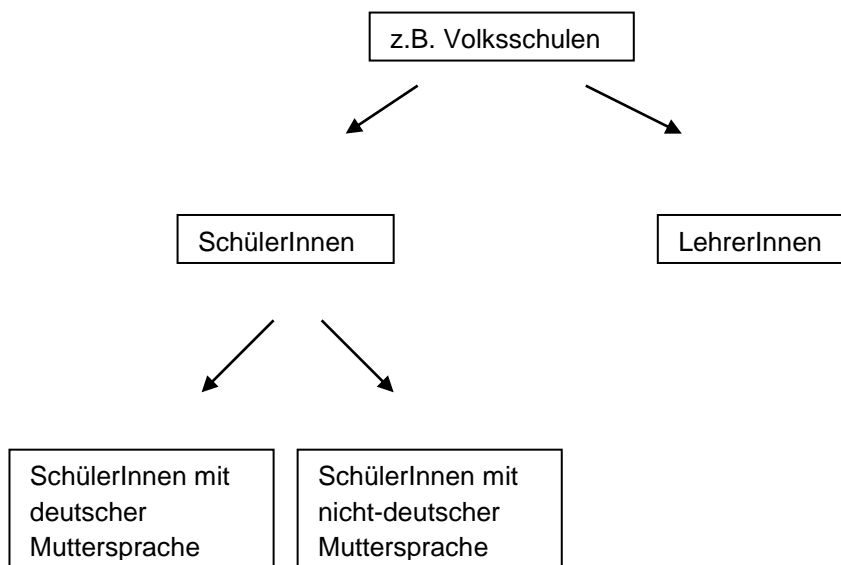 z.B. Volksschulen
SchülerInnen
LehrerInnen
SchülerInnen mit
deutscher
Muttersprache
SchülerInnen mit
nicht-deutscher
Muttersprache